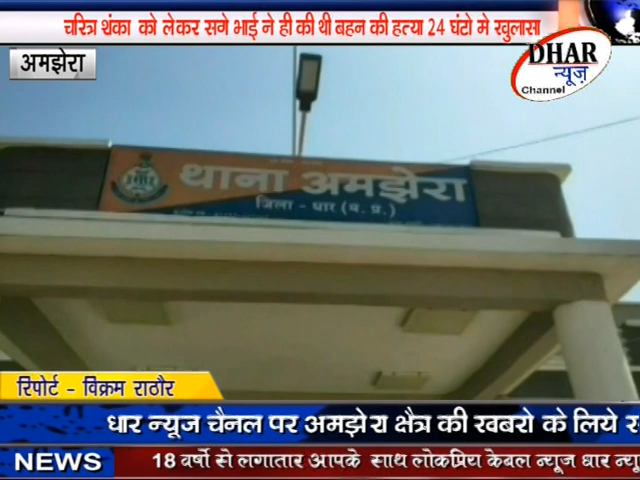 चरित्र थंका को लेकर सगे भाई ने ही की थी बहन की हत्या 24 घंटो मे खुलासा
अमझेरा
DHAR
न्यूज़
Channel
थाना अमझेरा
जिला - धार (म. प्र.)
रिपोर्ट - विक्रम राठौर
धार न्यूज चैनल पर अमझेरा क्षैत्र की खबरो के लिये
NEWS
18 वर्षो से लगातार आपके साथ लोकप्रिय केबल न्यूज धार न्यू